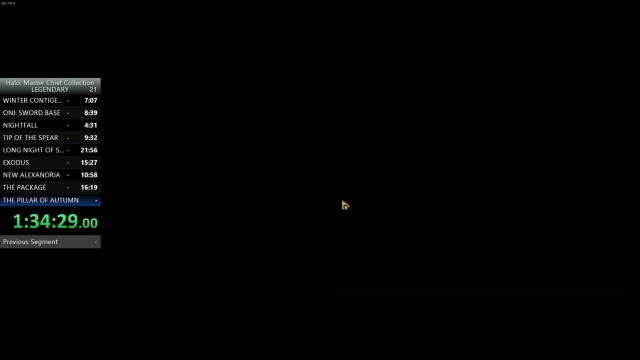 60 FPS
Halo: Master Chief Collection
LEGENDARY 21
WINTER CONTIGE... - 7:07
ONI: SWORD BASE - 8:39
NIGHTFALL - 4:31
TIP OF THE SPEAR - 9:32
LONG NIGHT OF S... - 21:56
EXODUS - 15:27
NEW ALEXANDRIA - 10:58
THE PACKAGE - 16:19
THE PILLAR OF AUTUMN - -
1:34:29.00
Previous Segment -